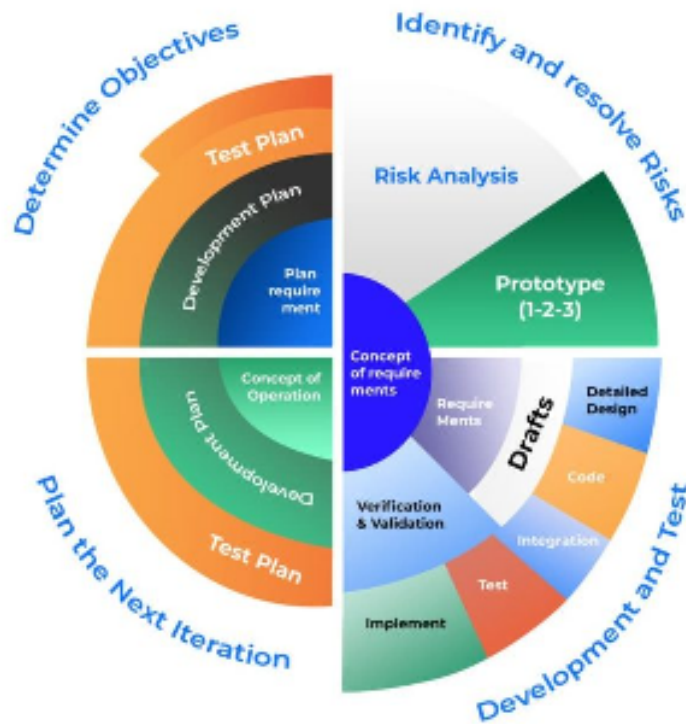 Determine Objectives
Identify and resolve Risks
Test Plan
Development Plan
Plan
require
ment
Risk Analysis
Prototype
(1-2-3)
Concept
of require
ments
Concept of
Operation
Development Plan
Test Plan
Require
Ments
Drafts
Detailed
Design
Code
Integration
Verification
& Validation
Test
Implement
Plan the Next Iteration
Development and Test